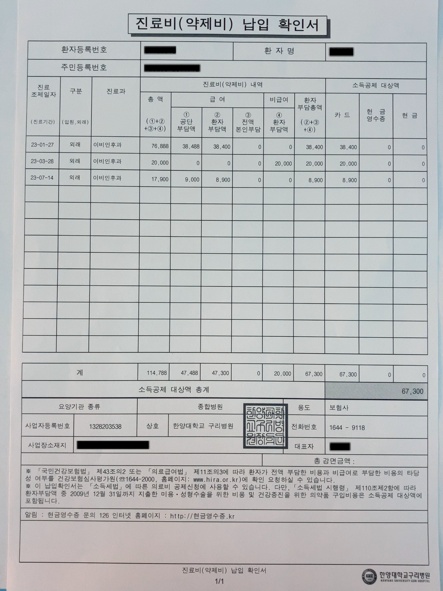 진료비(약제비) 납입 확인서
환자등록번호 환 자 명
주민등록번호
진료 조제일자 (진료기간) 구분 (입원,외래) 진료과 진료비(약제비) 내역 소득공제 대상액
총 액 (①+② +③+④) 급 여 비급여 환자 부담총액 (②+③ +④) 카 드 현 금 영수증 현 금
① 공단 부담액 ② 환자 부담액 ③ 전액 본인부담 ④ 환자 부담액
23-01-27 외래 이비인후과 76,888 38,488 38,400 0 0 38,400 38,400 0 0
23-03-28 외래 이비인후과 20,000 0 0 0 20,000 20,000 20,000 0 0
23-07-14 외래 이비인후과 17,900 9,000 8,900 0 0 8,900 8,900 0 0
계 114,788 47,488 47,300 0 20,000 67,300 67,300 0 0
소득공제 대상액 총계 67,300
요양기관 종류 종합병원 용도 보험사
사업자등록번호 1328203538 상호 한양대학교 구리병원 전화번호 1644 - 9118
사업장소재지 대표자
총 감면금액 :
※ 「국민건강보험법」 제43조의2 또는 「의료급여법」 제11조의3에 따라 환자가 전액 부담한 비용과 비급여로 부담한 비용의 타당
성 여부를 건강보험심사평가원(☎1644-2000, 홈페이지: www.hira.or.kr)에 확인 요청하실 수 있습니다.
※ 이 납입확인서는 「소득세법」에 따른 의료비 공제신청에 사용할 수 있습니다. 다만, 「소득세법 시행령」 제110조제2항에 따라
환자부담액 중 2009년12월 31일까지 지출한 미용·성형수술을 위한 비용 및 건강증진을 위한 의약품 구입비용은 소득공제 대상액에
포함됩니다.
알림 : 현금영수증 문의 126 인터넷 홈페이지 : http://현금영수증.kr
진료비(약제비) 납입 확인서
1/1
한양대학교구리병원